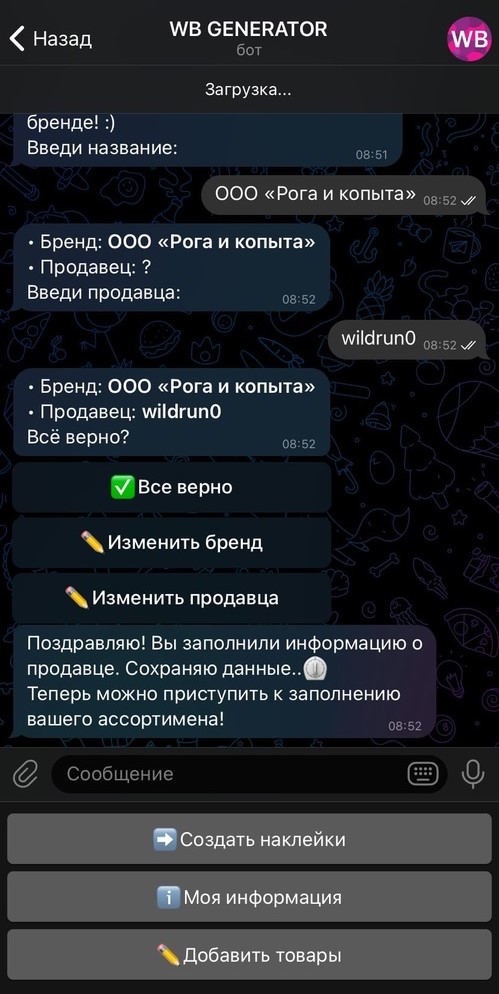 Назад
WB GENERATOR
бот
WB
Загрузка...
бренде! :)
Введи название:
08:51
ООО «Рога и копыта» 08:52
• Бренд: ООО «Рога и копыта»
• Продавец: ?
Введи продавца:
08:52
wildrun0 08:52
• Бренд: ООО «Рога и копыта»
• Продавец: wildrun0
Всё верно?
08:52
✅Все верно
✏️Изменить бренд
✏️Изменить продавца
Поздравляю! Вы заполнили информацию о
продавце. Сохраняю данные..
Теперь можно приступить к заполнению
вашего ассортимена!
08:52
Сообщение
➡️Создать наклейки
ℹ️Моя информация
✏️Добавить товары